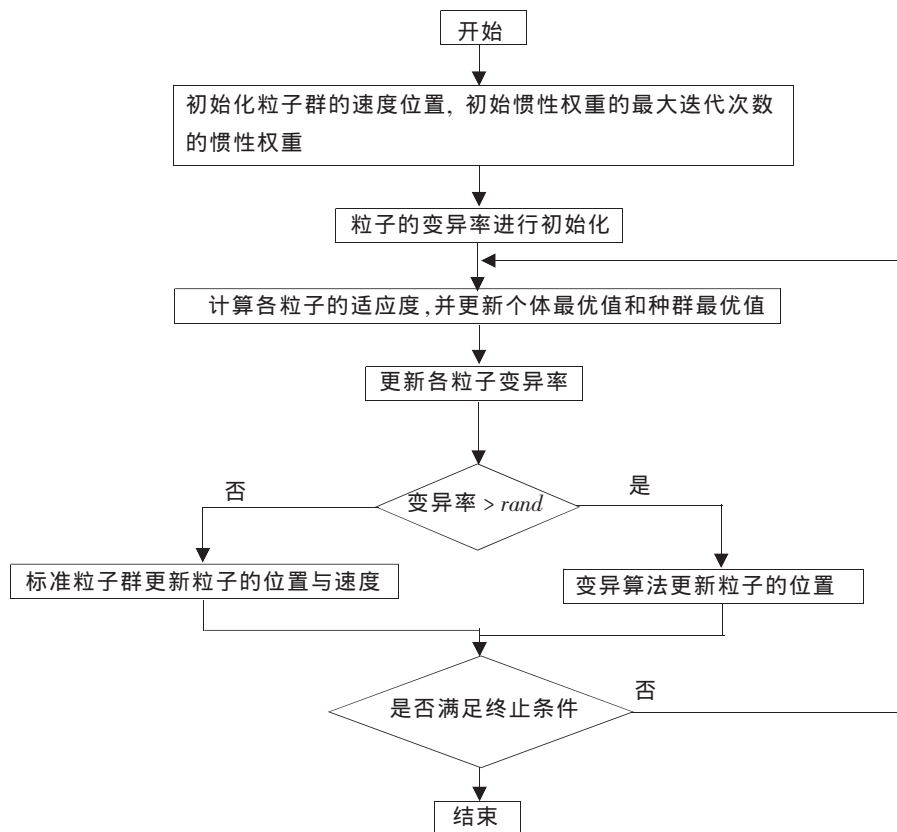 开始
初始化粒子群的速度位置, 初始惯性权重的最大迭代次数
的惯性权重
粒子的变异率进行初始化
计算各粒子的适应度,并更新个体最优值和种群最优值
更新各粒子变异率
否
变异率 > rand
是
标准粒子群更新粒子的位置与速度
变异算法更新粒子的位置
是否满足终止条件
否
结束